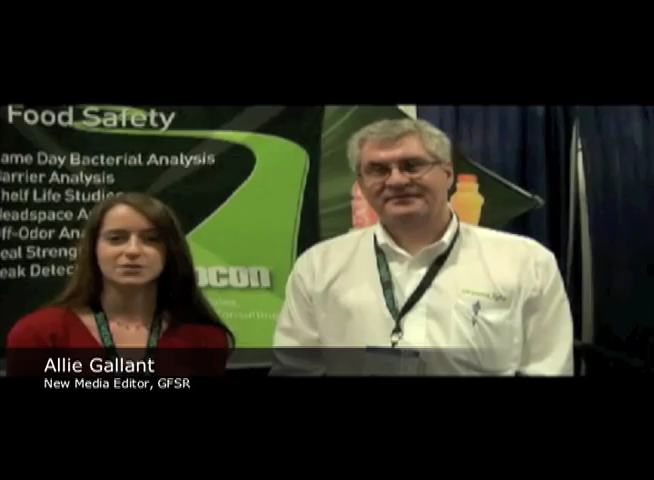 Food Safety
ame Day Bacterial Analysis
arrier Analysis
helf Life Studies
eadspace A
ff-Odor Ana
eal Streng
eak Detec
ocon
Allie Gallant
New Media Editor, GFSR